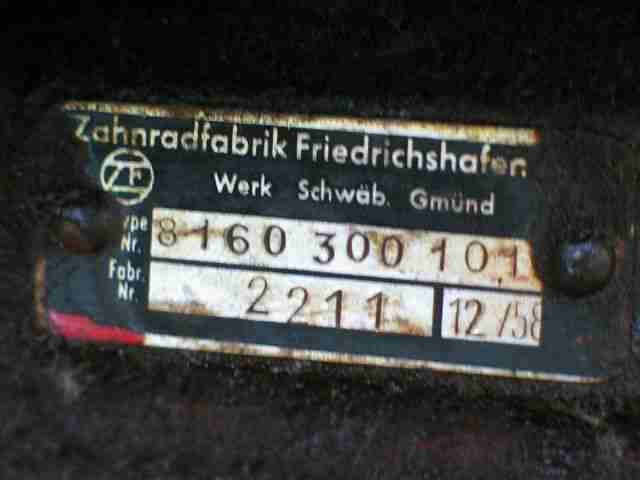 Zahnradfabrik Friedrichshafen
ZF
Werk Schwäb. Gmünd
Type Nr. 8160 300 101
Fabr. Nr. 2211 12/58